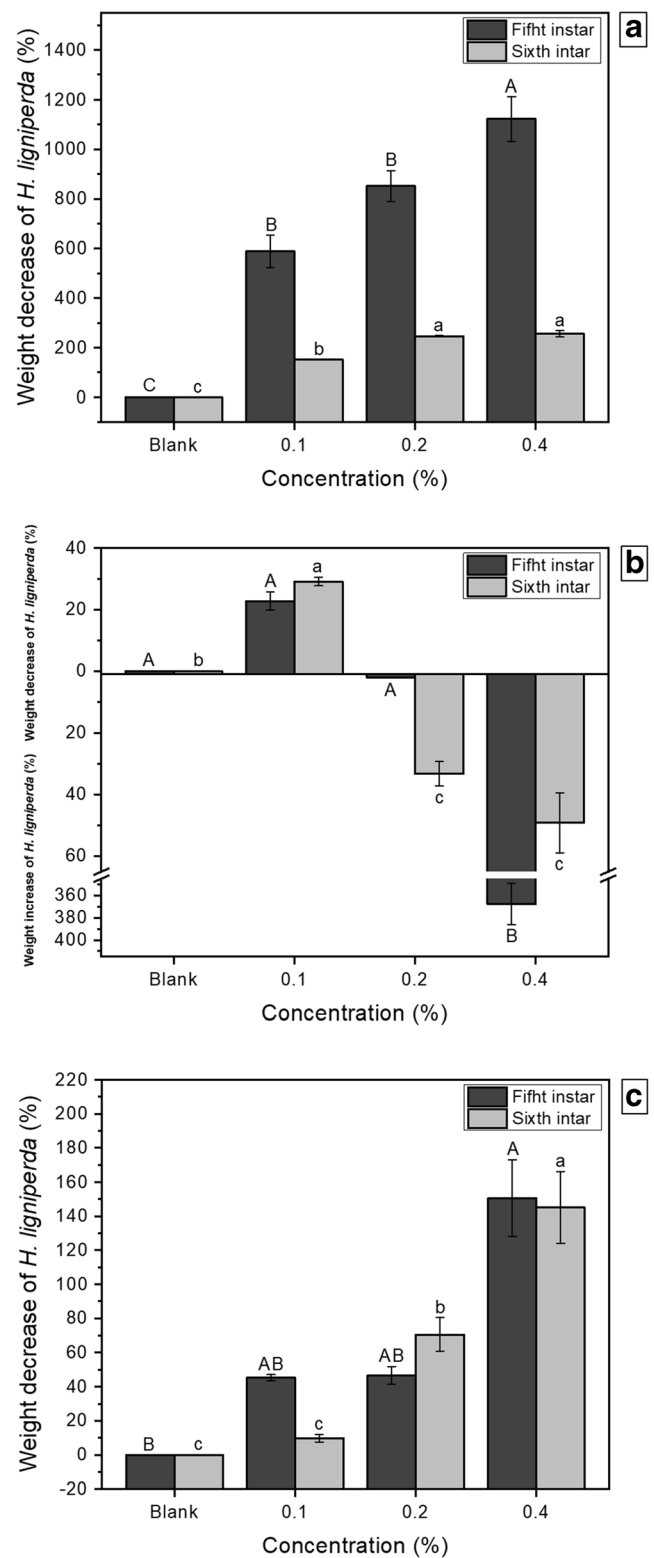 a
Fifht instar
Sixth intar
Weight decrease of H. ligniperda (%)
1400
1200
1000
800
600
400
200
0
C
c
B
b
B
a
A
a
Blank
0.1
0.2
0.4
Concentration (%)
b
Fifht instar
Sixth intar
Weight decrease of H. ligniperda (%)
Weight increase of H. ligniperda (%)
40
20
0
20
40
60
360
380
400
A
b
A
a
A
c
B
c
Blank
0.1
0.2
0.4
Concentration (%)
c
Fifht instar
Sixth intar
Weight decrease of H. ligniperda (%)
220
200
180
160
140
120
100
80
60
40
20
0
-20
B
c
AB
c
AB
b
A
a
Blank
0.1
0.2
0.4
Concentration (%)